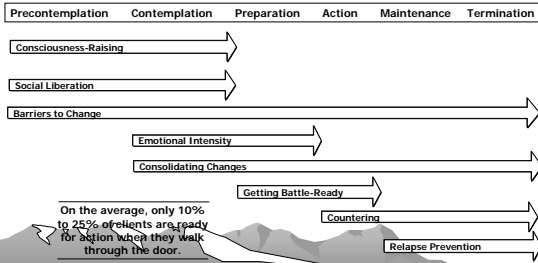 Precontemplation Contemplation Preparation Action Maintenance Termination
Consciousness-Raising
Social Liberation
Barriers to Change
Emotional Intensity
Consolidating Changes
Getting Battle-Ready
On the average, only 10%
to 25% of clients are ready
for action when they walk
through the door.
Countering
Relapse Prevention